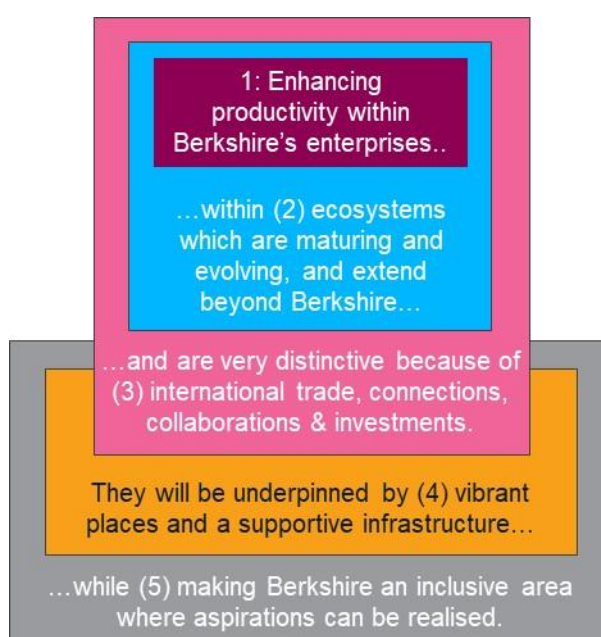 1: Enhancing
productivity within
Berkshire’s enterprises..
…within (2) ecosystems
which are maturing and
evolving, and extend
beyond Berkshire…
…and are very distinctive because of
(3) international trade, connections,
collaborations & investments.
They will be underpinned by (4) vibrant
places and a supportive infrastructure…
…while (5) making Berkshire an inclusive area
where aspirations can be realised.